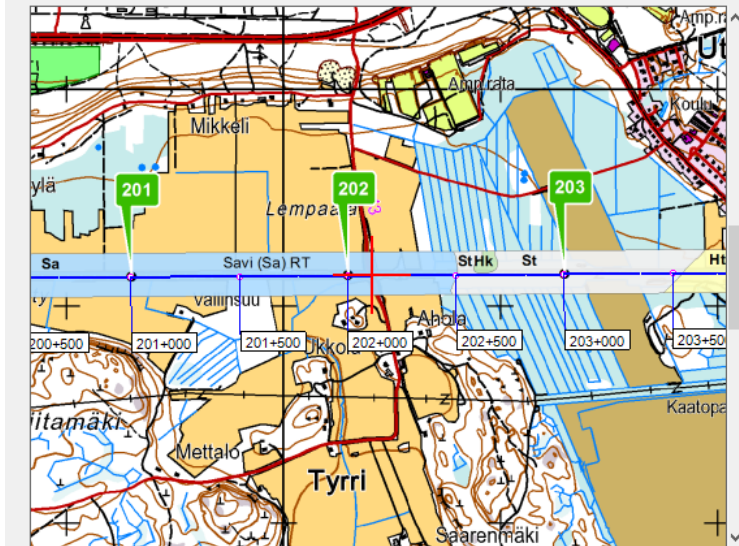 Amp.ra
Ut
Amp.rata
Koulu
Mikkeli
ylä
201
202
203
Lempaala
Sa
Savi (Sa) RT
StHk
St
Ht
Vallinsuu
Ahola
200+500
201+000
201+500
Ukkola
202+000
202+500
203+000
203+50
iitamäki
Kaatopa
Mettalo
Tyrri
Saarenmäki